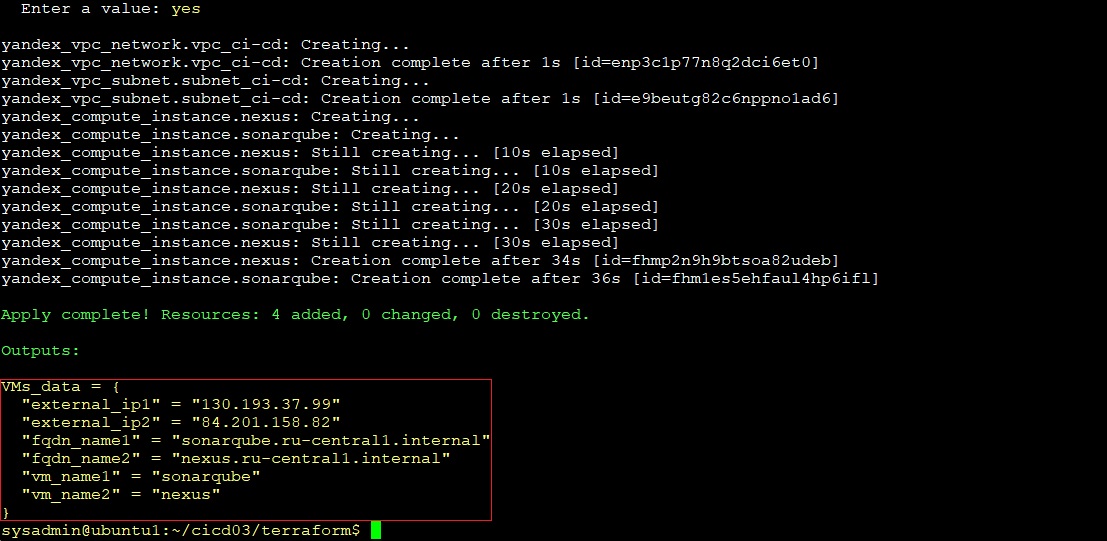 Enter a value: yes
yandex_vpc_network.vpc_ci-cd: Creating...
yandex_vpc_network.vpc_ci-cd: Creation complete after 1s [id=enp3c1p77n8q2dci6et0]
yandex_vpc_subnet.subnet_ci-cd: Creating...
yandex_vpc_subnet.subnet_ci-cd: Creation complete after 1s [id=e9beutg82c6nppno1ad6]
yandex_compute_instance.nexus: Creating...
yandex_compute_instance.sonarqube: Creating...
yandex_compute_instance.nexus: Still creating... [10s elapsed]
yandex_compute_instance.sonarqube: Still creating... [10s elapsed]
yandex_compute_instance.nexus: Still creating... [20s elapsed]
yandex_compute_instance.sonarqube: Still creating... [20s elapsed]
yandex_compute_instance.sonarqube: Still creating... [30s elapsed]
yandex_compute_instance.nexus: Still creating... [30s elapsed]
yandex_compute_instance.nexus: Creation complete after 34s [id=fhmp2n9h9btsoa82udeb]
yandex_compute_instance.sonarqube: Creation complete after 36s [id=fhm1es5ehfaul4hp6ifl]
Apply complete! Resources: 4 added, 0 changed, 0 destroyed.
Outputs:
VMs_data = {
"external_ip1" = "130.193.37.99"
"external_ip2" = "84.201.158.82"
"fqdn_name1" = "sonarqube.ru-central1.internal"
"fqdn_name2" = "nexus.ru-central1.internal"
"vm_name1" = "sonarqube"
"vm_name2" = "nexus"
}
sysadmin@ubuntu1:~/cicd03/terraform$